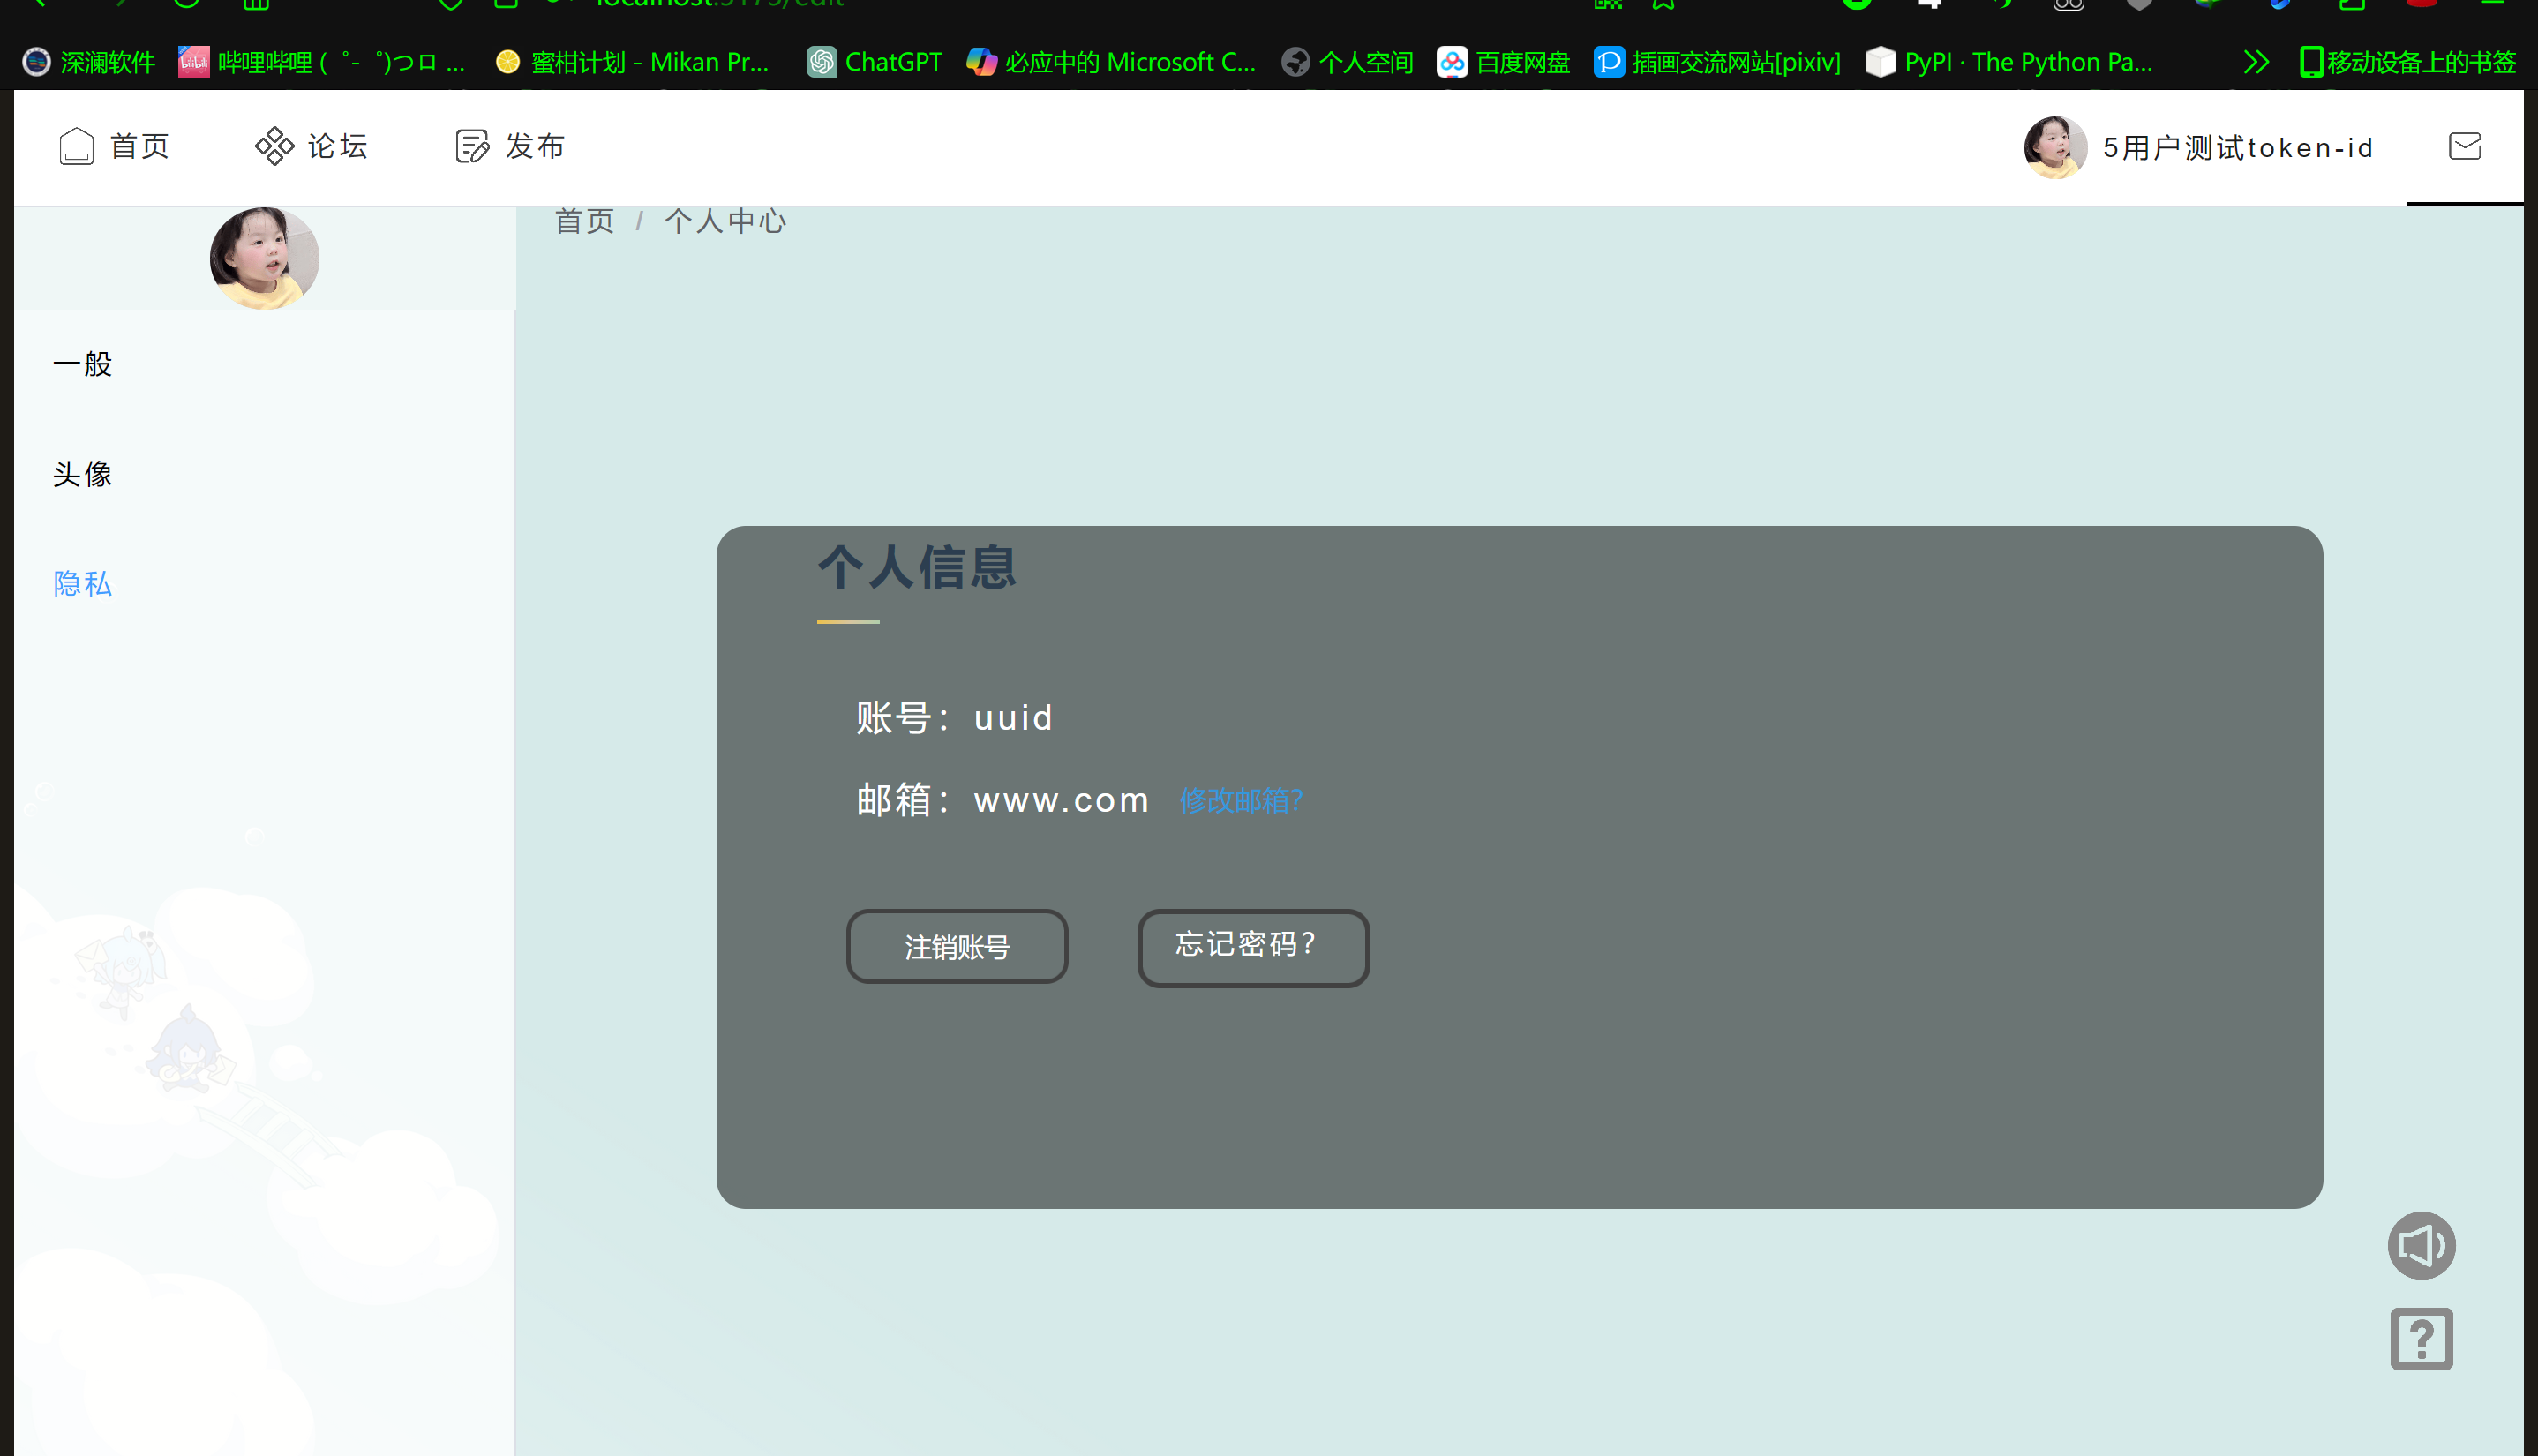 深澜软件 哔哩哔哩 (゜-゜)つロ ... 蜜柑计划 - Mikan Pr... ChatGPT 必应中的 Microsoft C... 个人空间 百度网盘 插画交流网站[pixiv] PyPI · The Python Pa... 移动设备上的书签
首页 论坛 发布 5用户测试token-id
首页 / 个人中心
一般
头像
隐私
个人信息
账号：uuid
邮箱：www.com 修改邮箱?
注销账号 忘记密码?